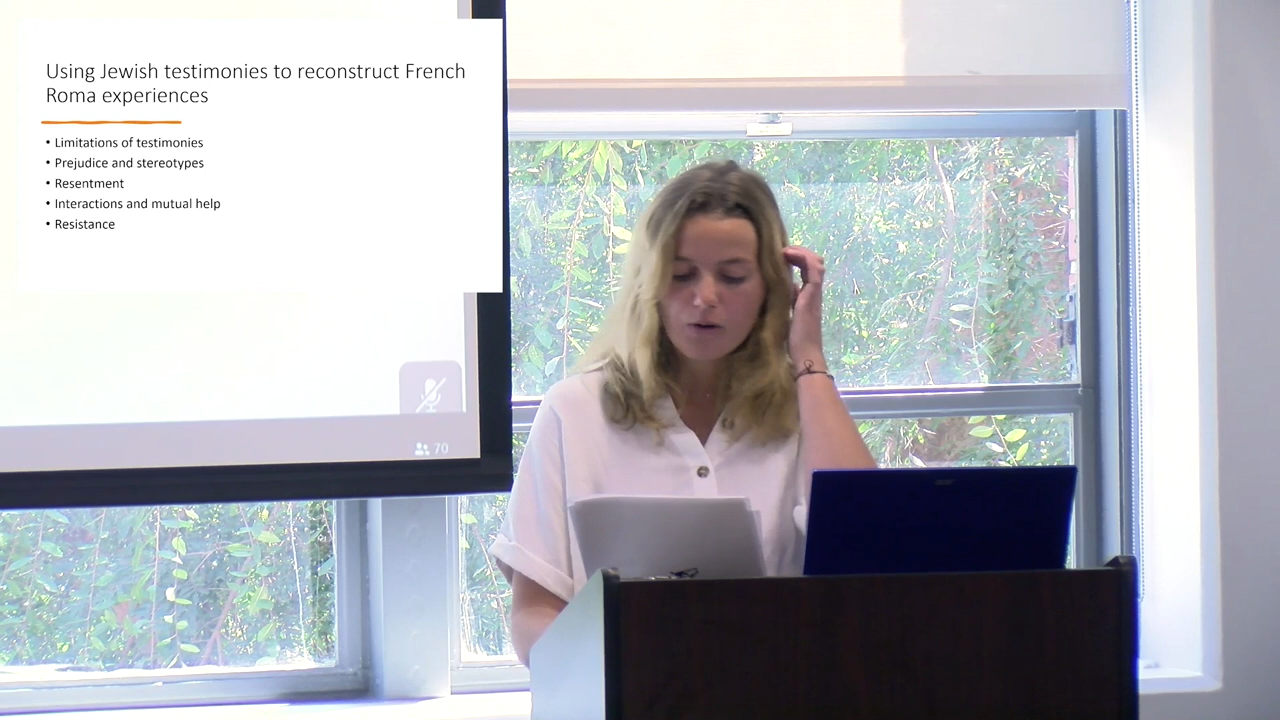 Using Jewish testimonies to reconstruct French
Roma experiences
• Limitations of testimonies
• Prejudice and stereotypes
• Resentment
• Interactions and mutual help
• Resistance
70